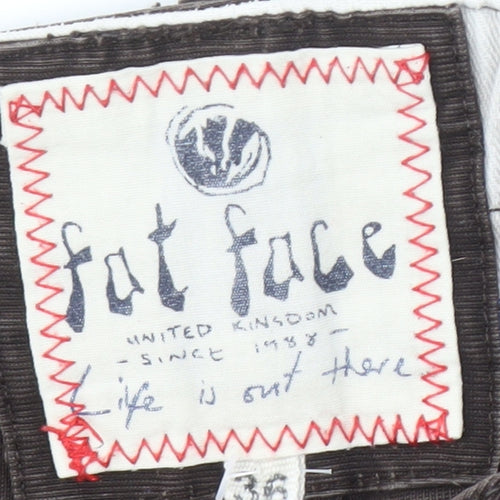 fat face
UNITED KINGDOM
- SINCE 1988 -
Life is out there
36